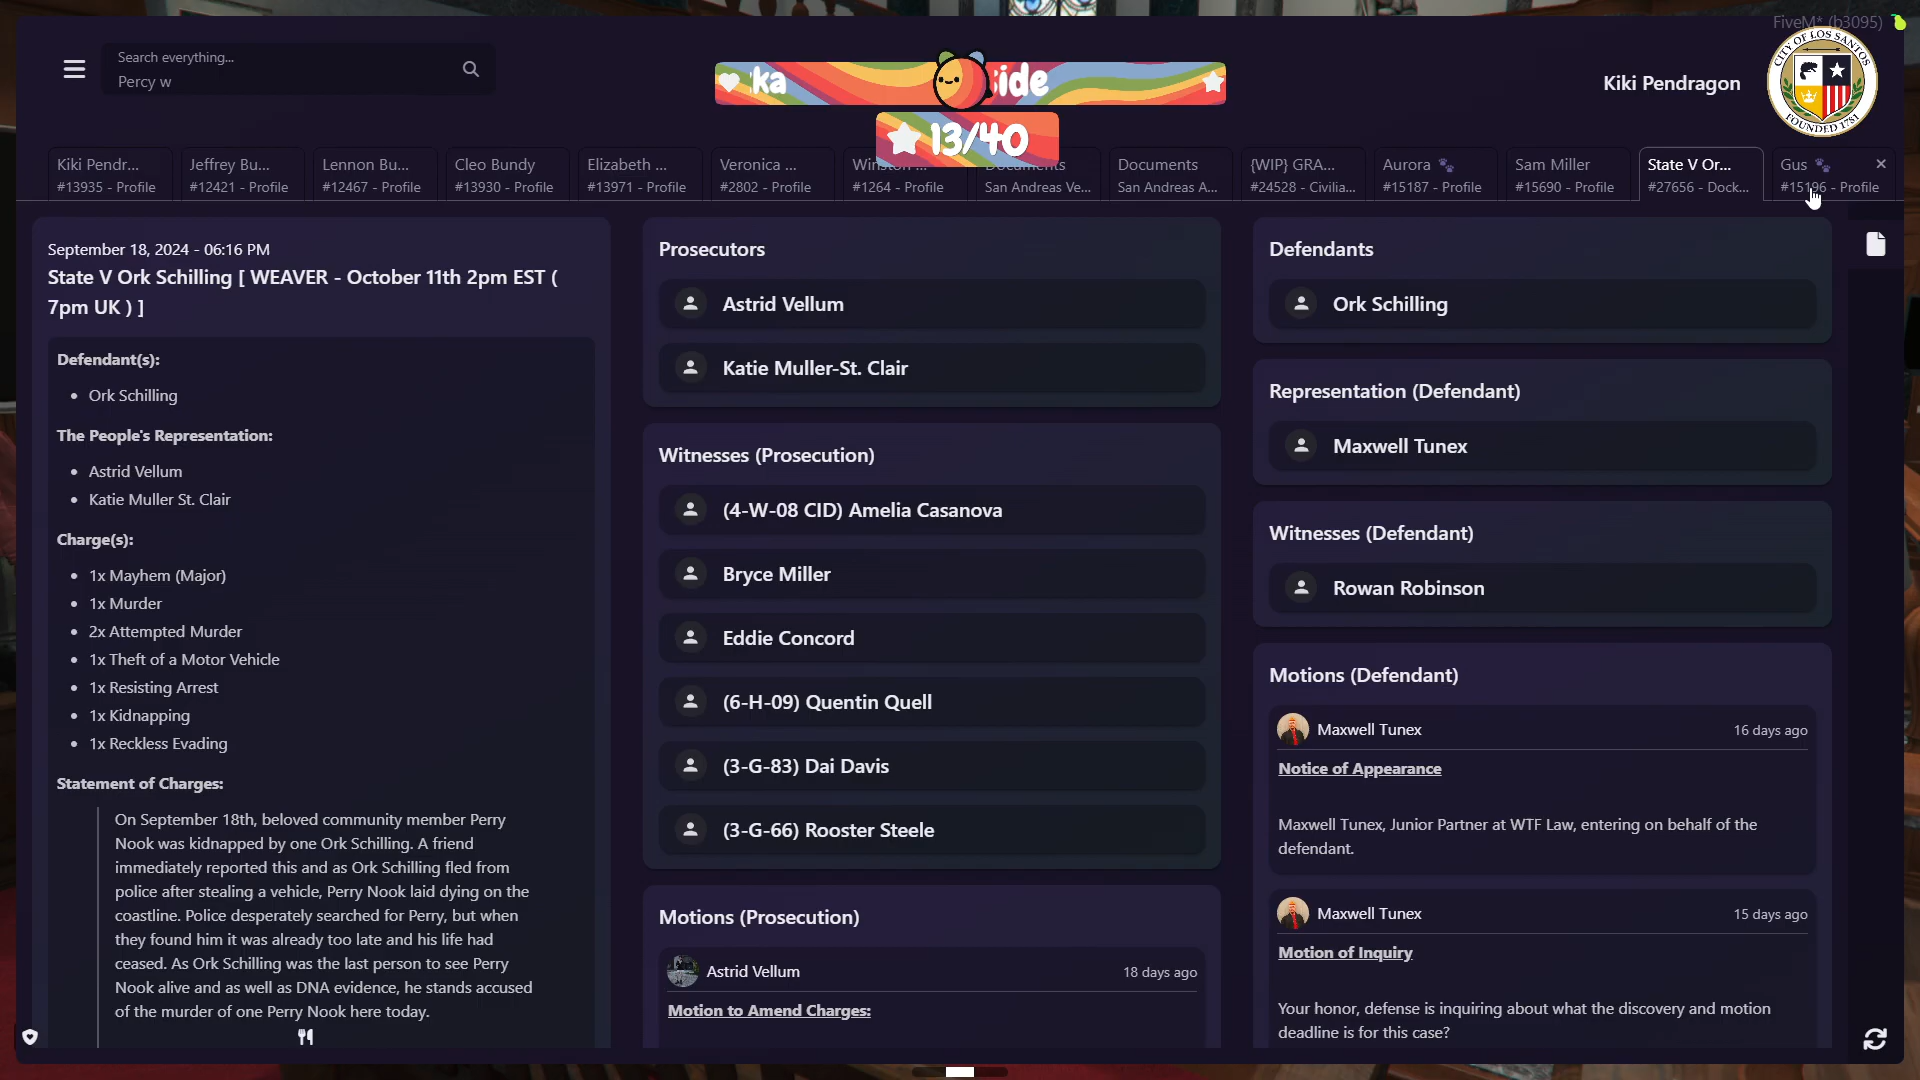 FiveM* (b3095)
Search everything...
Percy w
ka
ide
13/40
Kiki Pendragon
CITY OF LOS SANTOS
FOUNDED 1781
Kiki Pendr...
#13935 - Profile
Jeffrey Bu...
#12421 - Profile
Lennon Bu...
#12467 - Profile
Cleo Bundy
#13930 - Profile
Elizabeth ...
#13971 - Profile
Veronica ...
#2802 - Profile
#1264 - Profile
San Andreas Ve...
Documents
San Andreas A...
{WIP} GRA...
#24528 - Civilia...
Aurora 🐾
#15187 - Profile
Sam Miller
#15690 - Profile
State V Or...
#27656 - Dock...
Gus 🐾
#15196 - Profile
September 18, 2024 - 06:16 PM
State V Ork Schilling [ WEAVER - October 11th 2pm EST (
7pm UK ) ]
Defendant(s):
• Ork Schilling
The People's Representation:
• Astrid Vellum
• Katie Muller St. Clair
Charge(s):
• 1x Mayhem (Major)
• 1x Murder
• 2x Attempted Murder
• 1x Theft of a Motor Vehicle
• 1x Resisting Arrest
• 1x Kidnapping
• 1x Reckless Evading
Statement of Charges:
On September 18th, beloved community member Perry
Nook was kidnapped by one Ork Schilling. A friend
immediately reported this and as Ork Schilling fled from
police after stealing a vehicle, Perry Nook laid dying on the
coastline. Police desperately searched for Perry, but when
they found him it was already too late and his life had
ceased. As Ork Schilling was the last person to see Perry
Nook alive and as well as DNA evidence, he stands accused
of the murder of one Perry Nook here today.
Prosecutors
Astrid Vellum
Katie Muller-St. Clair
Witnesses (Prosecution)
(4-W-08 CID) Amelia Casanova
Bryce Miller
Eddie Concord
(6-H-09) Quentin Quell
(3-G-83) Dai Davis
(3-G-66) Rooster Steele
Motions (Prosecution)
Astrid Vellum
18 days ago
Motion to Amend Charges:
Defendants
Ork Schilling
Representation (Defendant)
Maxwell Tunex
Witnesses (Defendant)
Rowan Robinson
Motions (Defendant)
Maxwell Tunex
16 days ago
Notice of Appearance
Maxwell Tunex, Junior Partner at WTF Law, entering on behalf of the
defendant.
Maxwell Tunex
15 days ago
Motion of Inquiry
Your honor, defense is inquiring about what the discovery and motion
deadline is for this case?